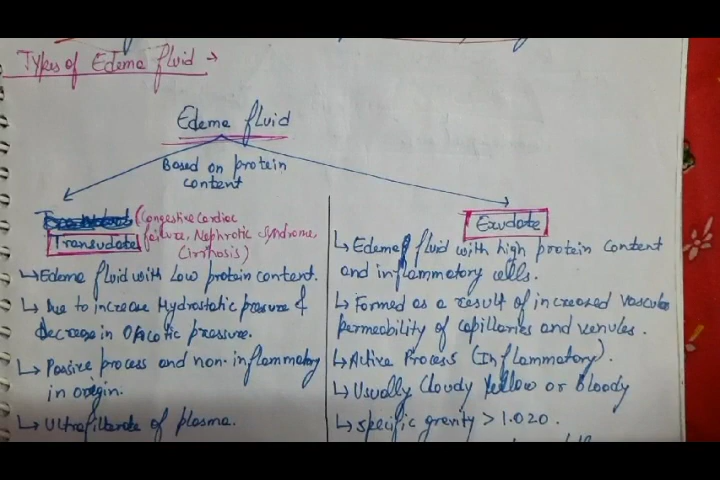 Types of Edema fluid →
Edema fluid
Based on protein
content
(Congestive Cardiac
Transudate failure, Nephrotic Syndrome,
Cirrhosis)
↳ Edema fluid with Low protein content.
↳ Due to increase Hydrostatic pressure &
decrease in Oncotic pressure.
↳ Passive process and non-inflammatory
in origin.
↳ Ultrafiltrate of plasma.
Exudate
↳ Edema fluid with high protein content
and inflammatory cells.
↳ Formed as a result of increased vascular
permeability of capillaries and venules.
↳ Active Process (Inflammatory).
↳ Usually Cloudy Yellow or bloody
↳ specific gravity > 1.020.